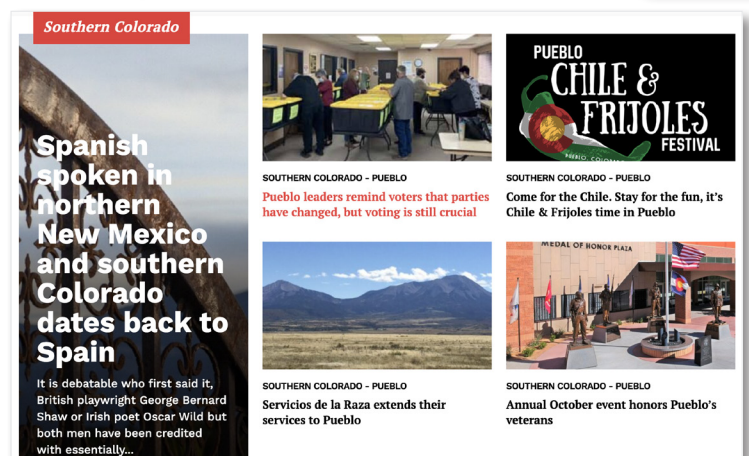 Southern Colorado
Spanish
spoken in
northern
New Mexico
and southern
Colorado
dates back to
Spain
It is debatable who first said it,
British playwright George Bernard
Shaw or Irish poet Oscar Wild but
both men have been credited
with essentially...
SOUTHERN COLORADO - PUEBLO
Pueblo leaders remind voters that parties
have changed, but voting is still crucial
PUEBLO
CHILE &
FRIJOLES
FESTIVAL
PUEBLO, COLORADO
SOUTHERN COLORADO - PUEBLO
Come for the Chile. Stay for the fun, it's
Chile & Frijoles time in Pueblo
SOUTHERN COLORADO - PUEBLO
Servicios de la Raza extends their
services to Pueblo
MEDAL OF HONOR PLAZA
SOUTHERN COLORADO - PUEBLO
Annual October event honors Pueblo's
veterans